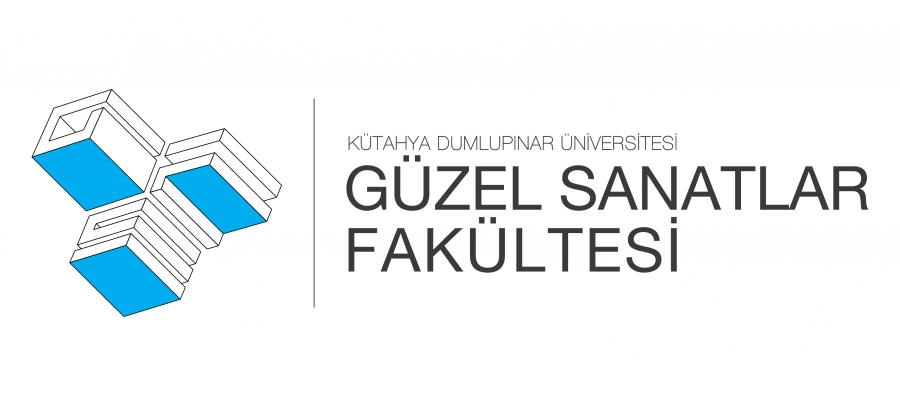 KÜTAHYA DUMLUPINAR ÜNİVERSİTESİ
GÜZEL SANATLAR
FAKÜLTESİ